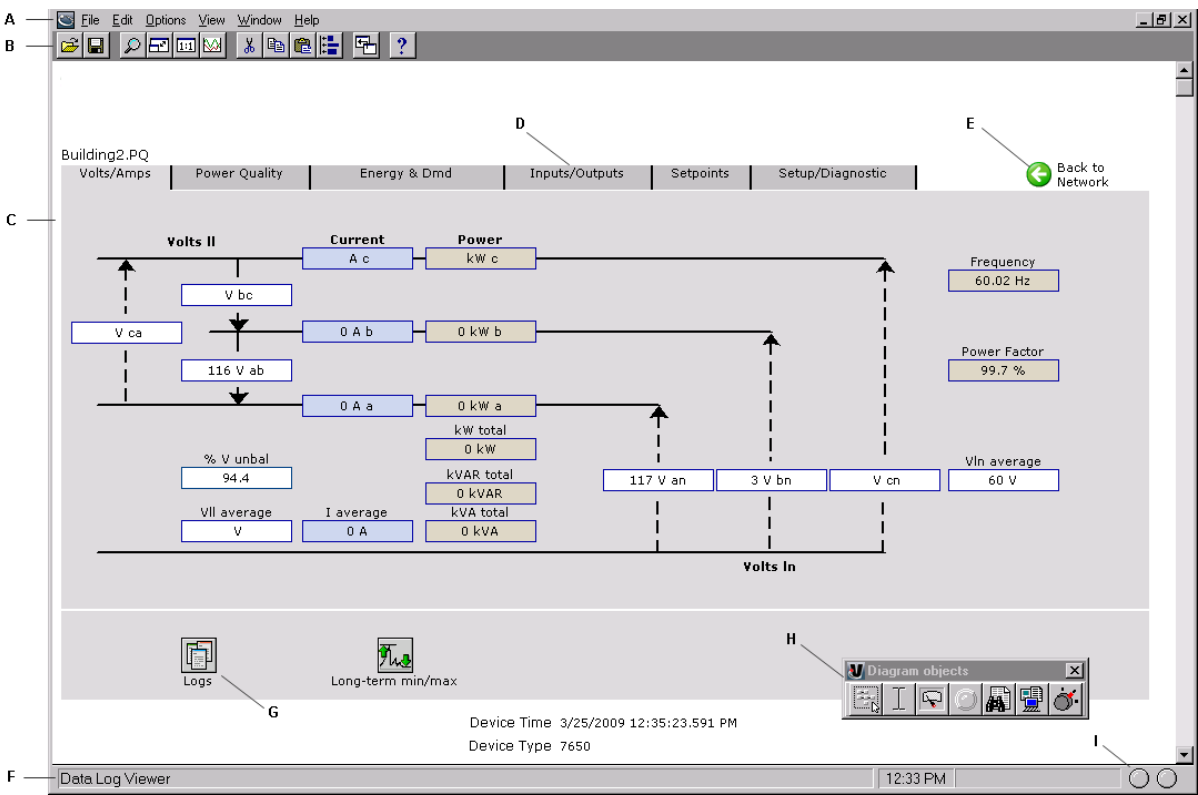 A
File Edit Options View Window Help
B
1:1
?
D
E
Building2.PQ
Volts/Amps Power Quality Energy & Dmd Inputs/Outputs Setpoints Setup/Diagnostic
Back to
Network
C
Volts ll Current Power
A c kW c
Frequency
60.02 Hz
V bc
V ca
0 A b 0 kW b
Power Factor
99.7 %
116 V ab
0 A a 0 kW a
kW total
0 kW
% V unbal
94.4
kVAR total
0 kVAR
117 V an 3 V bn V cn
Vln average
60 V
Vll average
V
I average
0 A
kVA total
0 kVA
Volts ln
H
Diagram objects
Logs
Long-term min/max
G
Device Time 3/25/2009 12:35:23.591 PM
Device Type 7650
I
F
Data Log Viewer 12:33 PM